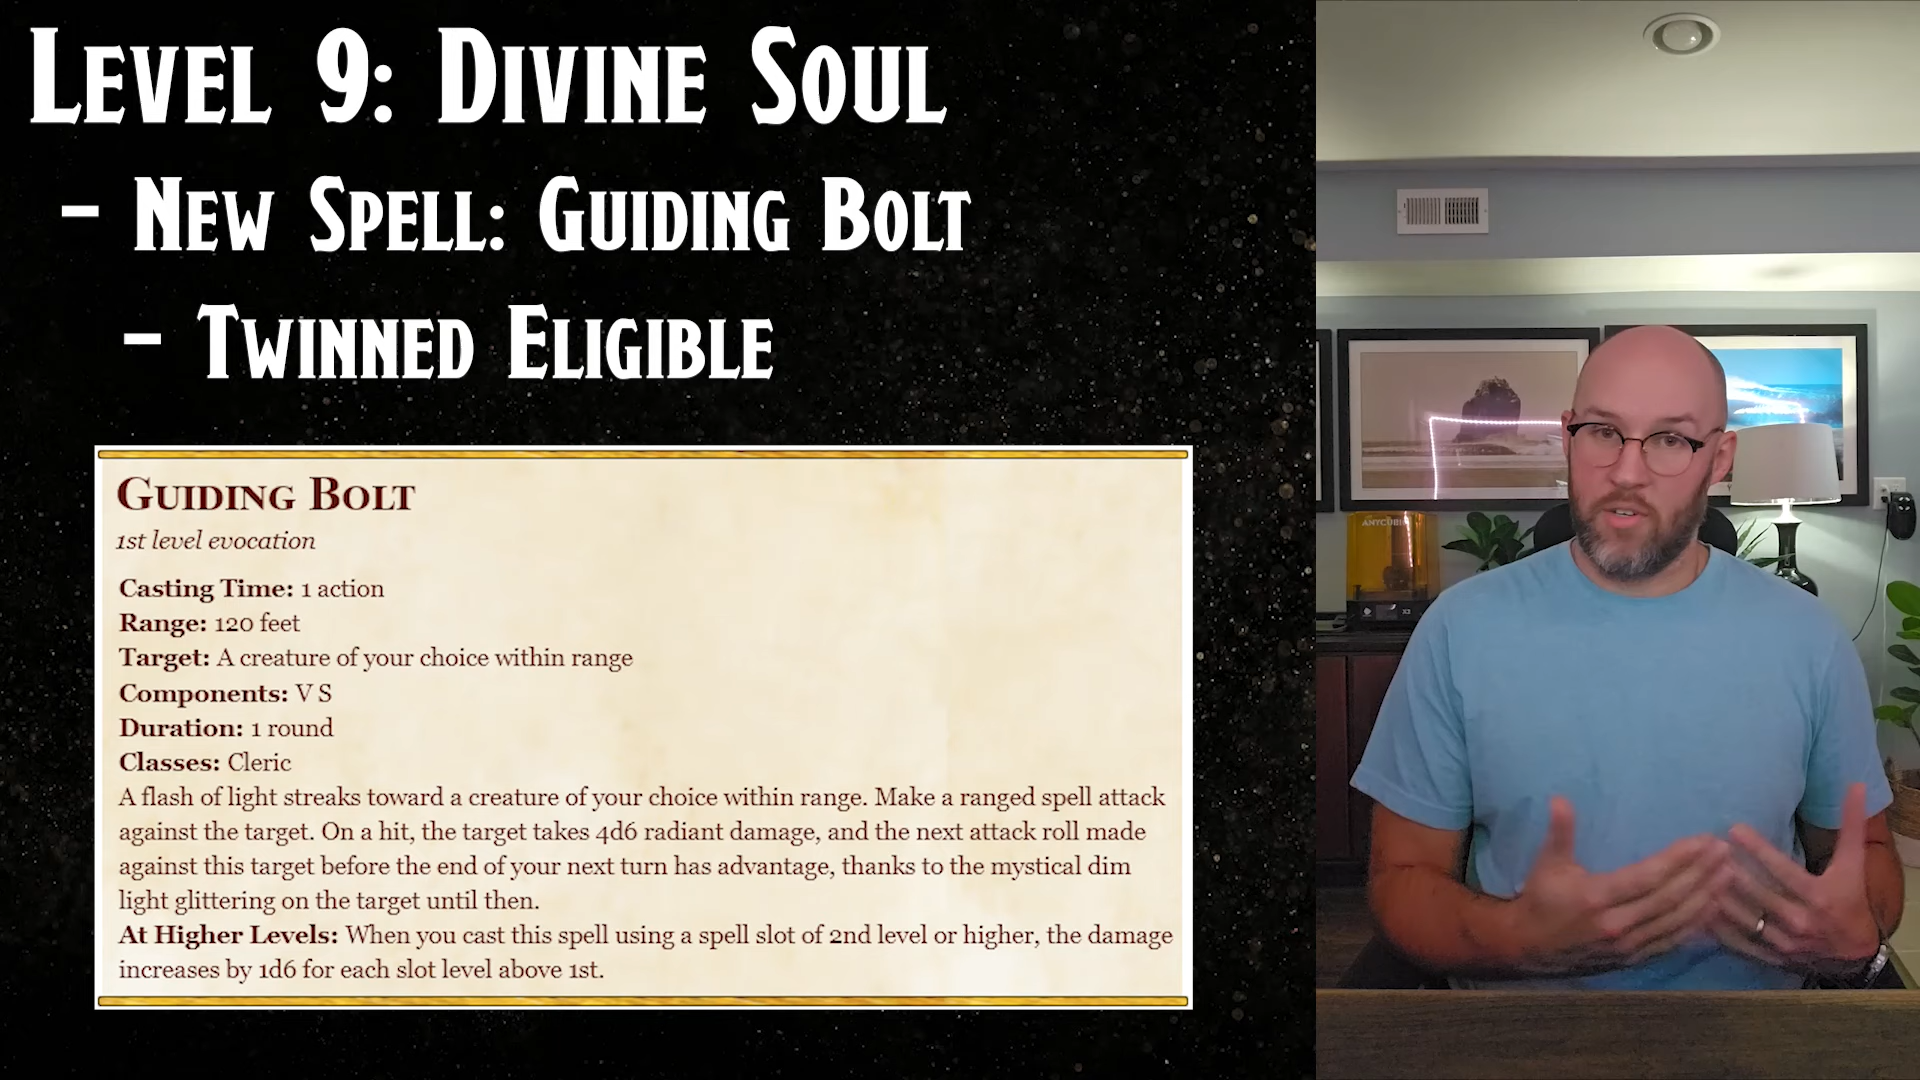 Level 9: Divine Soul
- New Spell: Guiding Bolt
- Twinned Eligible
Guiding Bolt
1st level evocation
Casting Time: 1 action
Range: 120 feet
Target: A creature of your choice within range
Components: V S
Duration: 1 round
Classes: Cleric
A flash of light streaks toward a creature of your choice within range. Make a ranged spell attack
against the target. On a hit, the target takes 4d6 radiant damage, and the next attack roll made
against this target before the end of your next turn has advantage, thanks to the mystical dim
light glittering on the target until then.
At Higher Levels: When you cast this spell using a spell slot of 2nd level or higher, the damage
increases by 1d6 for each slot level above 1st.